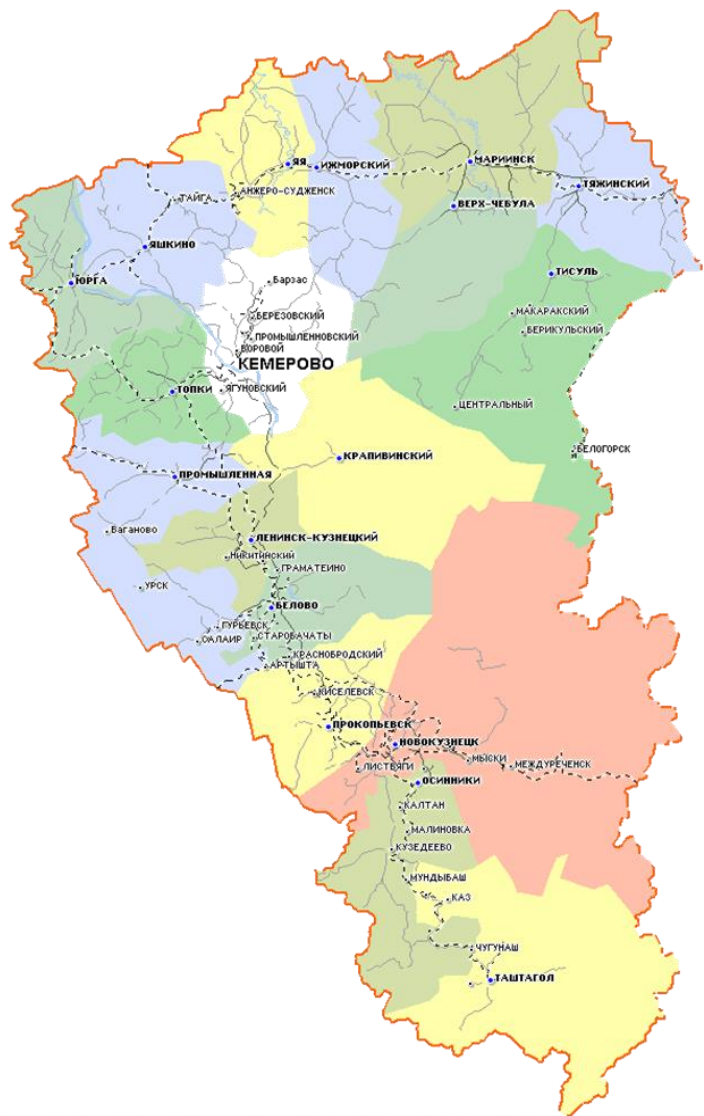 ЯЯ
ИЖМОРСКИЙ
МАРИИНСК
ТЯЖИНСКИЙ
АНЖЕРО-СУДЖЕНСК
ТАЙГА
ВЕРХ-ЧЕБУЛА
ЯШКИНО
ЮРГА
Барзас
ТИСУЛЬ
БЕРЕЗОВСКИЙ
МАКАРАКСКИЙ
БЕРИКУЛЬСКИЙ
ПРОМЫШЛЕННОВСКИЙ
БОРОВОЙ
КЕМЕРОВО
ЯГУНОВСКИЙ
ТОПКИ
ЦЕНТРАЛЬНЫЙ
БЕЛОГОРСК
КРАПИВИНСКИЙ
ПРОМЫШЛЕННАЯ
Ваганово
ЛЕНИНСК-КУЗНЕЦКИЙ
НИКИТИНСКИЙ
ГРАМАТЕИНО
УРСК
БЕЛОВО
ГУРЬЕВСК
САЛАИР
СТАРОБАЧАТЫ
КРАСНОБРОДСКИЙ
АРТЫШТА
КИСЕЛЕВСК
ПРОКОПЬЕВСК
НОВОКУЗНЕЦК
МЫСКИ
МЕЖДУРЕЧЕНСК
ЛИСТВЯГИ
ОСИННИКИ
КАЛТАН
МАЛИНОВКА
КУЗЕДЕЕВО
МУНДЫБАШ
КАЗ
ЧУГУНАШ
ТАШТАГОЛ